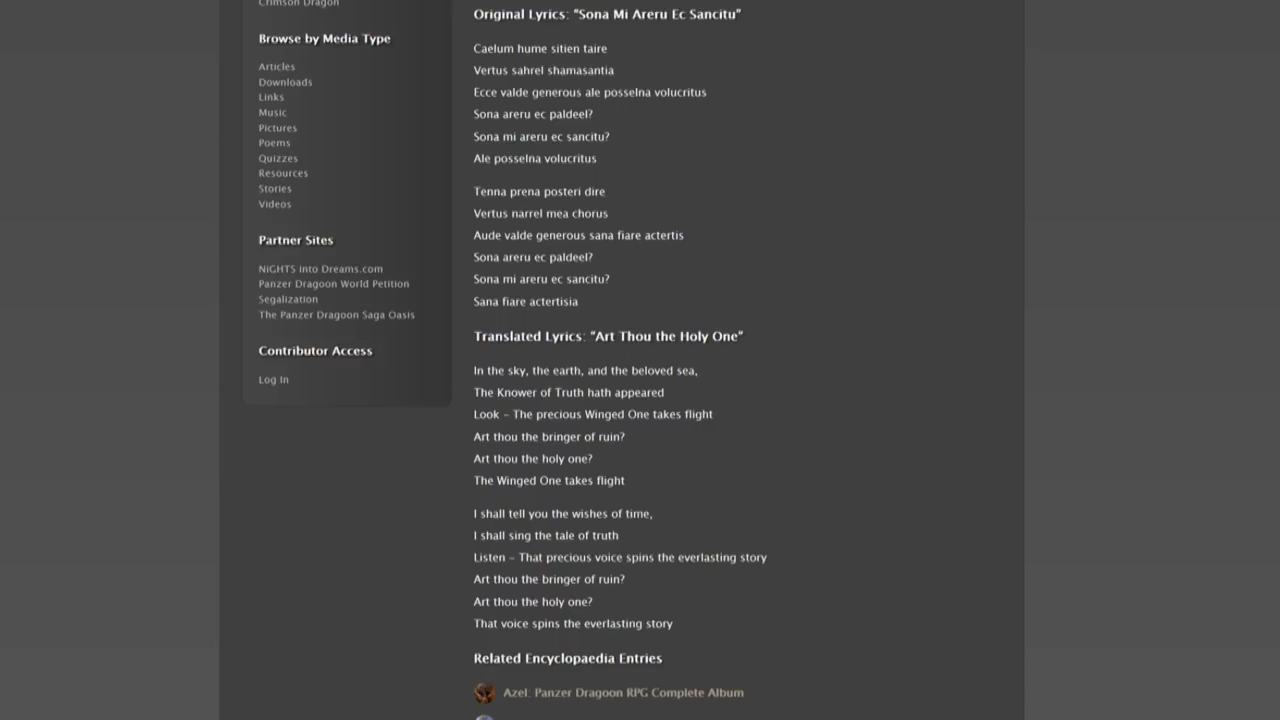 Crimson Dragon
Browse by Media Type
Articles
Downloads
Links
Music
Pictures
Poems
Quizzes
Resources
Stories
Videos
Partner Sites
NiGHTS Into Dreams.com
Panzer Dragoon World Petition
Segalization
The Panzer Dragoon Saga Oasis
Contributor Access
Log In
Original Lyrics: “Sona Mi Areru Ec Sancitu”
Caelum hume sitien taire
Vertus sahrel shamasantia
Ecce valde generous ale posselna volucritus
Sona areru ec paldeel?
Sona mi areru ec sancitu?
Ale posselna volucritus
Tenna prena posteri dire
Vertus narrel mea chorus
Aude valde generous sana fiare actertis
Sona areru ec paldeel?
Sona mi areru ec sancitu?
Sana fiare actertisia
Translated Lyrics: “Art Thou the Holy One”
In the sky, the earth, and the beloved sea,
The Knower of Truth hath appeared
Look – The precious Winged One takes flight
Art thou the bringer of ruin?
Art thou the holy one?
The Winged One takes flight
I shall tell you the wishes of time,
I shall sing the tale of truth
Listen – That precious voice spins the everlasting story
Art thou the bringer of ruin?
Art thou the holy one?
That voice spins the everlasting story
Related Encyclopaedia Entries
Azel: Panzer Dragoon RPG Complete Album